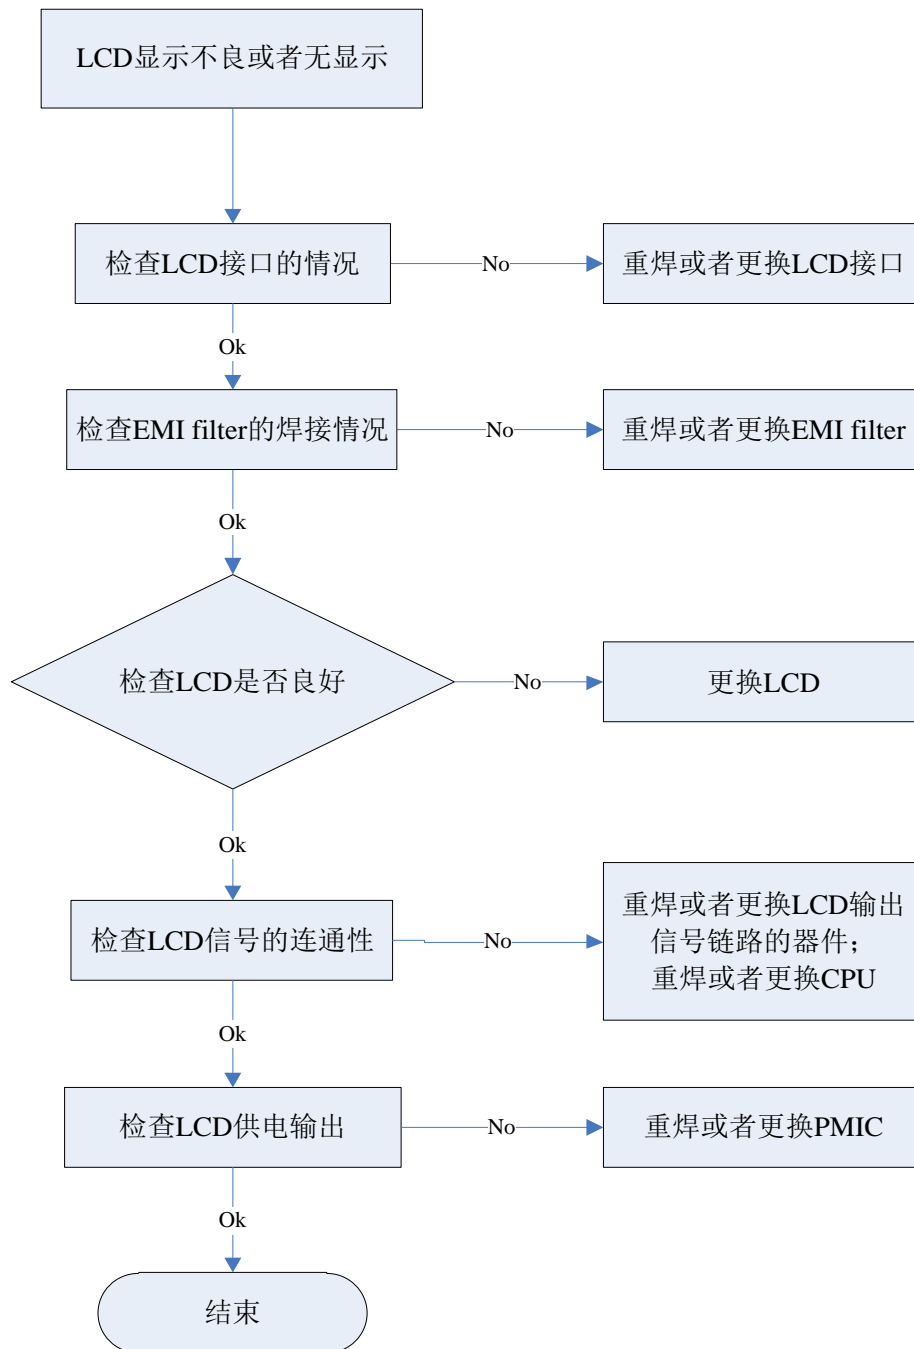 LCD显示不良或者无显示
检查LCD接口的情况
No
重焊或者更换LCD接口
Ok
检查EMI filter的焊接情况
No
重焊或者更换EMI filter
Ok
检查LCD是否良好
No
更换LCD
Ok
检查LCD信号的连通性
No
重焊或者更换LCD输出
信号链路的器件；
重焊或者更换CPU
Ok
检查LCD供电输出
No
重焊或者更换PMIC
Ok
结束